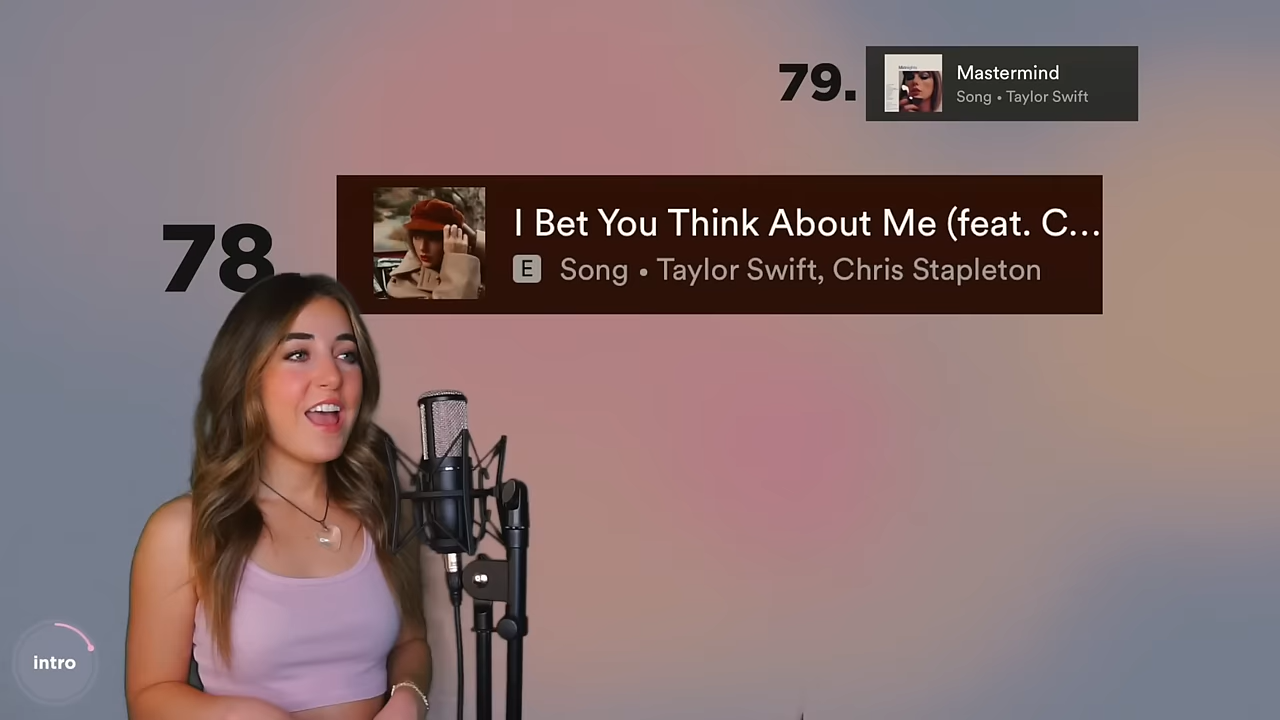 79.
Mastermind
Song • Taylor Swift
78
I Bet You Think About Me (feat. C...
E Song • Taylor Swift, Chris Stapleton
intro